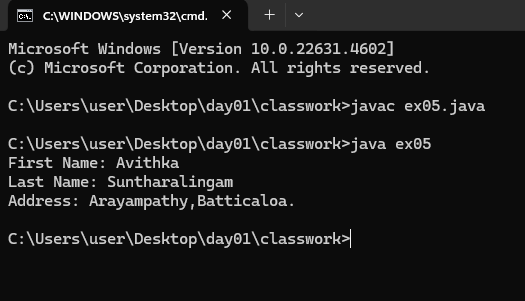 C:\WINDOWS\system32\cmd.
Microsoft Windows [Version 10.0.22631.4602]
(c) Microsoft Corporation. All rights reserved.
C:\Users\user\Desktop\day01\classwork>javac ex05.java
C:\Users\user\Desktop\day01\classwork>java ex05
First Name: Avithka
Last Name: Suntharalingam
Address: Arayampathy,Batticaloa.
C:\Users\user\Desktop\day01\classwork>